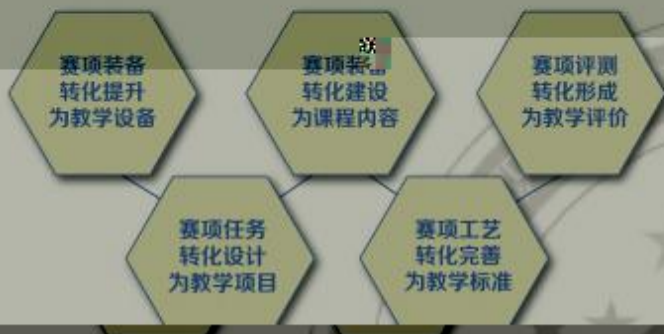 赛项装备
转化提升
为教学设备
赛项装备
转化建设
为课程内容
赛项评测
转化形成
为教学评价
赛项任务
转化设计
为教学项目
赛项工艺
转化完善
为教学标准